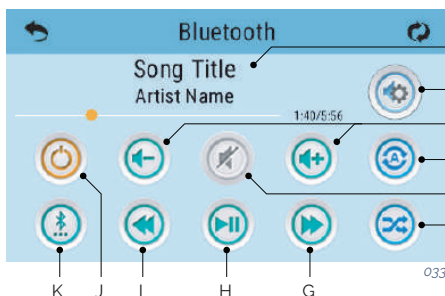 Bluetooth
Song Title
Artist Name
1:40/5:56
A
033
K J I H G